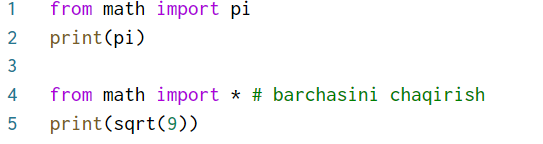 1 from math import pi
2 print(pi)
3
4 from math import * # barchasini chaqirish
5 print(sqrt(9))